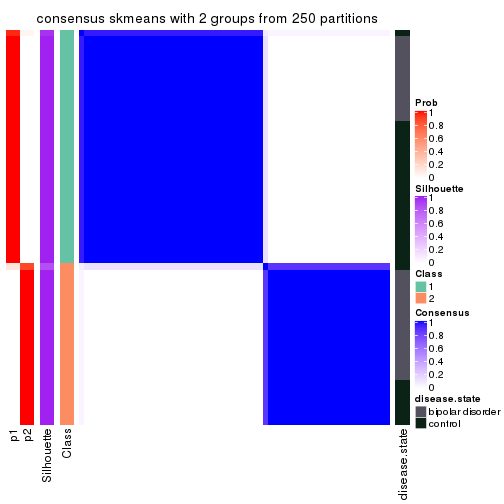 consensus skmeans with 2 groups from 250 partitions
Prob
1
0.8
0.6
0.4
0.2
0
Silhouette
1
0.8
0.6
0.4
0.2
0
Class
1
2
Consensus
1
0.8
0.6
0.4
0.2
0
disease.state
bipolar disorder
control
p1
p2
Silhouette
Class
disease.state